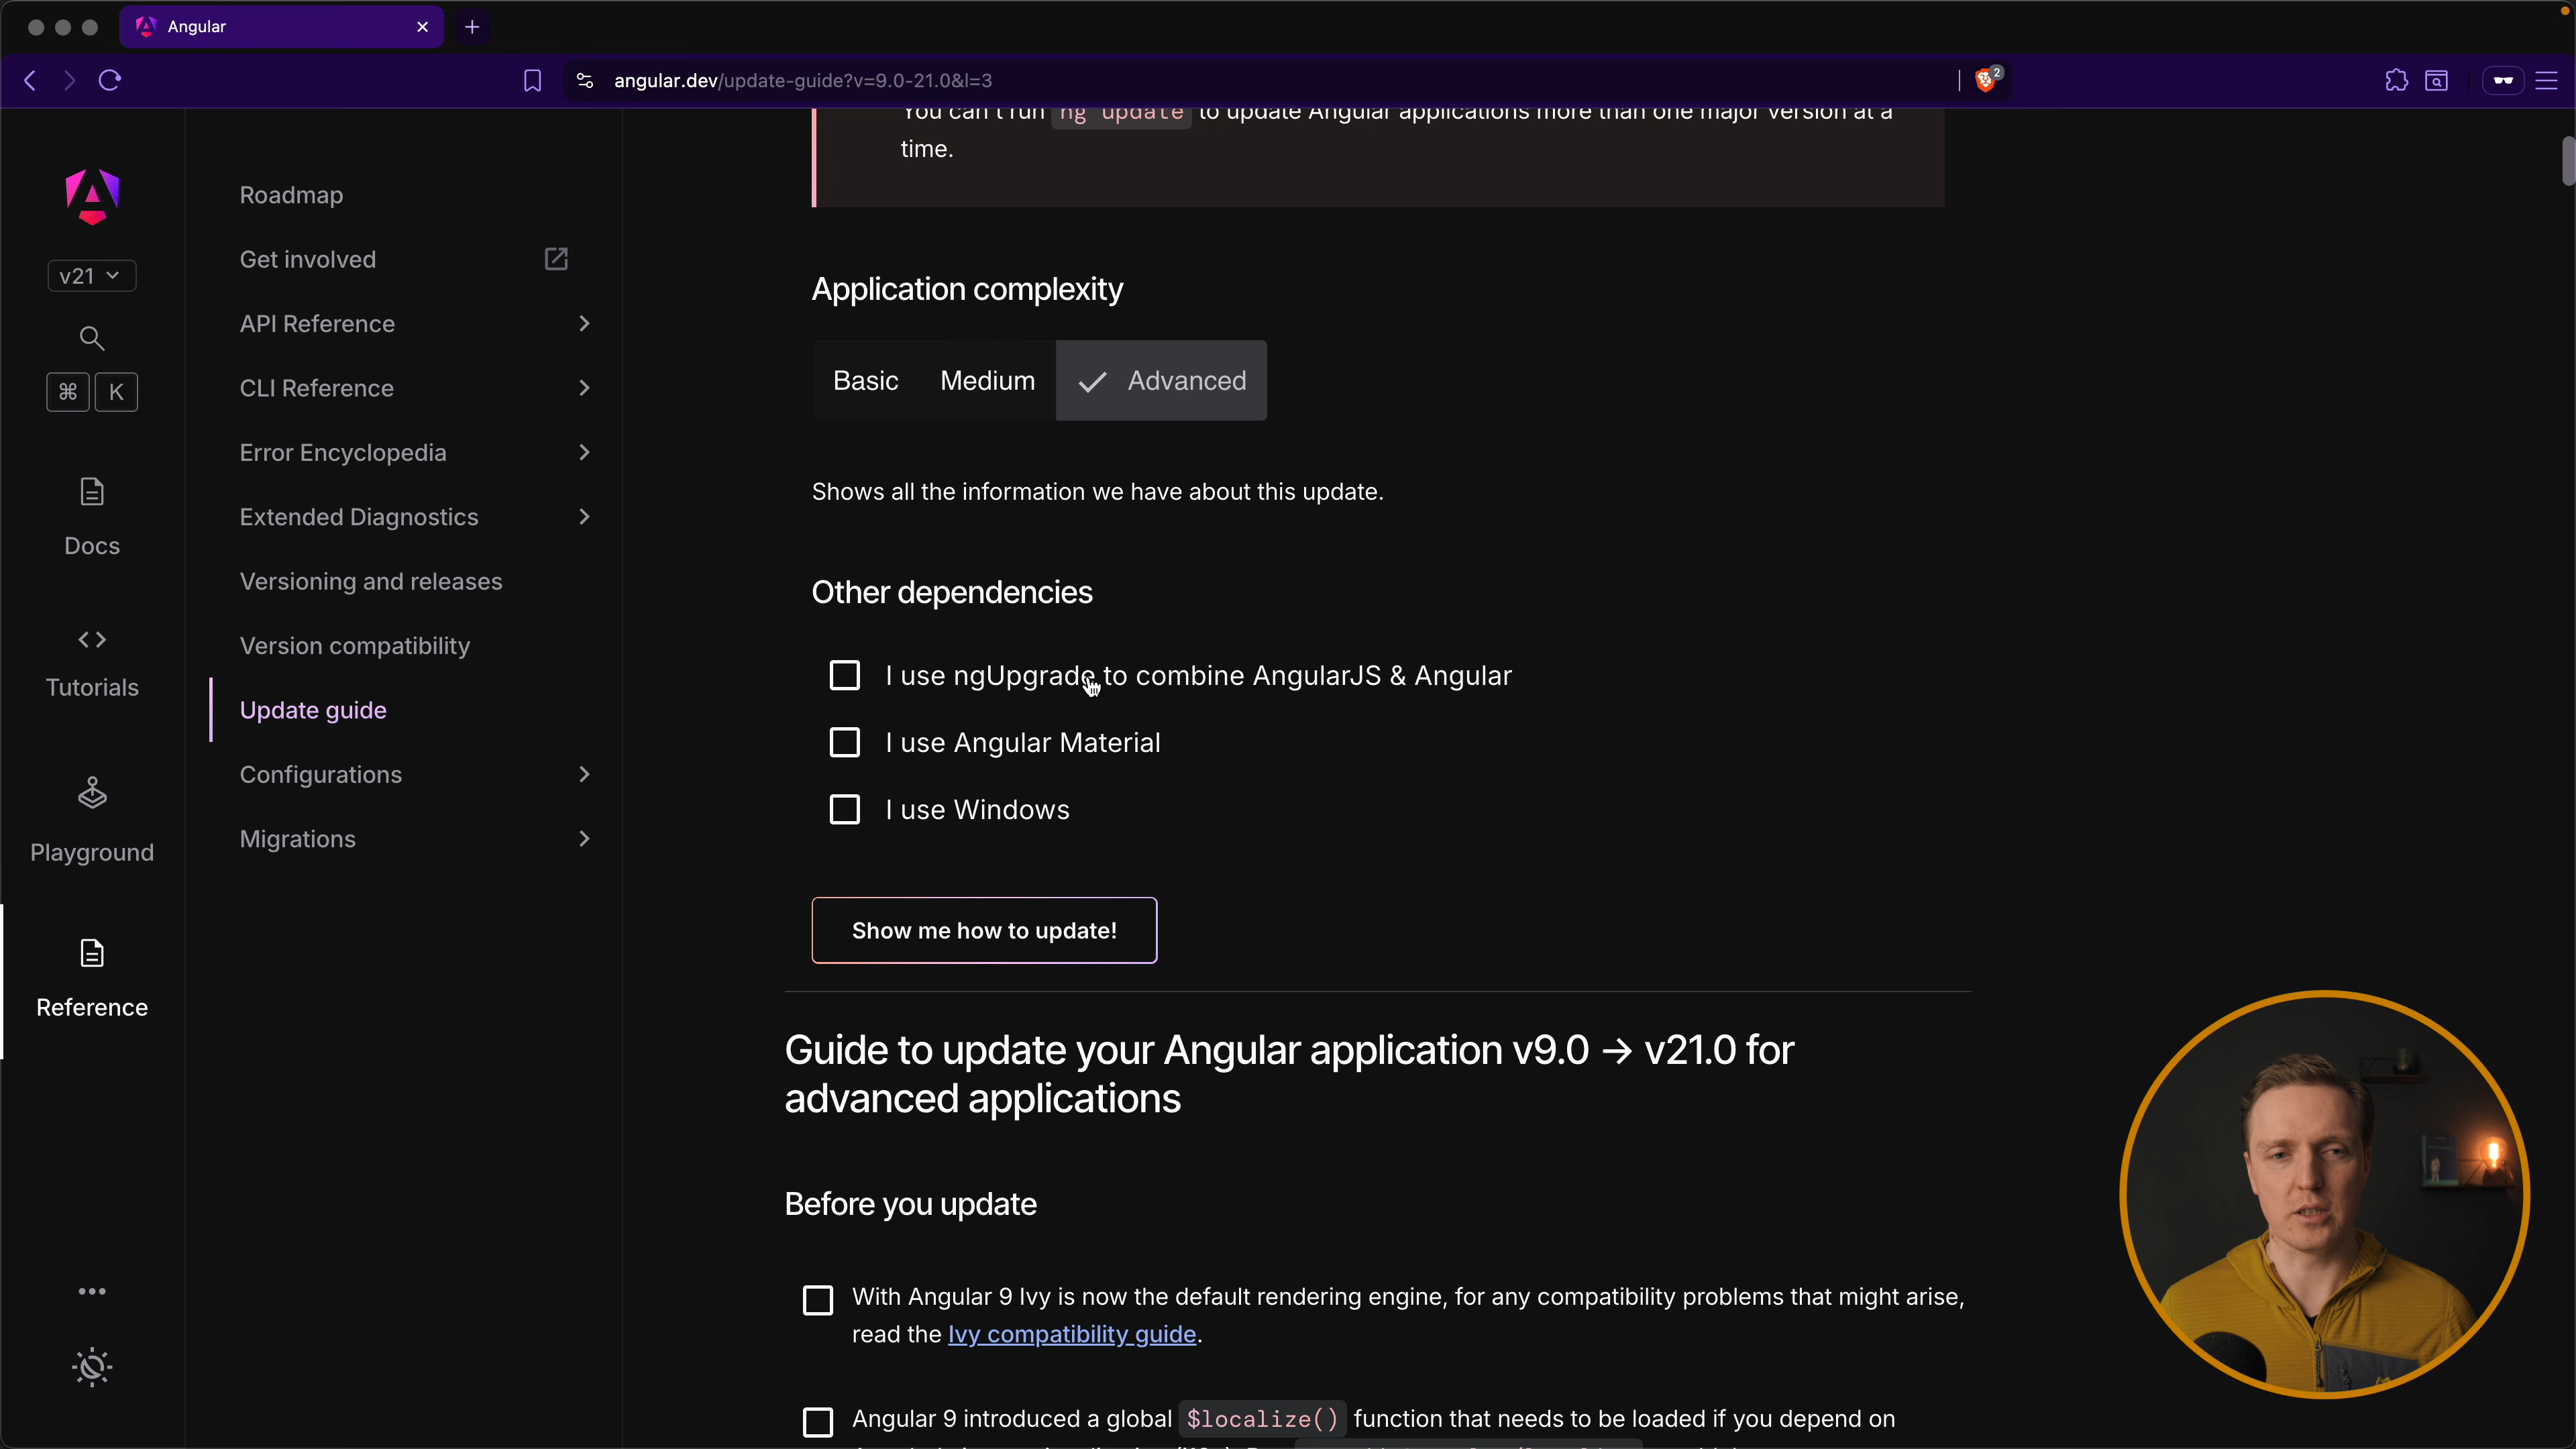 Angular
angular.dev/update-guide?v=9.0-21.0&l=3
2
v21
⌘ K
Docs
Tutorials
Playground
Reference
Roadmap
Get involved
API Reference
CLI Reference
Error Encyclopedia
Extended Diagnostics
Versioning and releases
Version compatibility
Update guide
Configurations
Migrations
You can't run ng update to update Angular applications more than one major version at a
time.
Application complexity
Basic Medium Advanced
Shows all the information we have about this update.
Other dependencies
I use ngUpgrade to combine AngularJS & Angular
I use Angular Material
I use Windows
Show me how to update!
Guide to update your Angular application v9.0 → v21.0 for
advanced applications
Before you update
With Angular 9 Ivy is now the default rendering engine, for any compatibility problems that might arise,
read the Ivy compatibility guide.
Angular 9 introduced a global $localize() function that needs to be loaded if you depend on